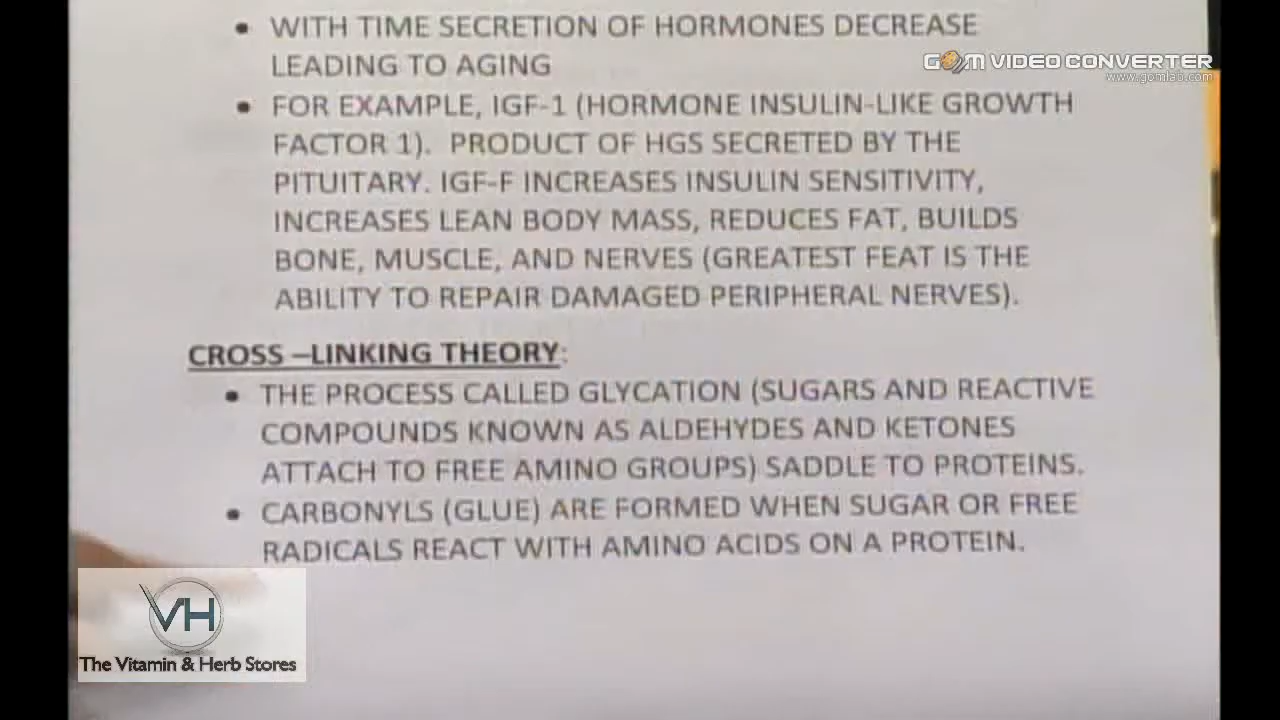 • WITH TIME SECRETION OF HORMONES DECREASE
LEADING TO AGING
GOM VIDEO CONVERTER
www.gomlab.com
• FOR EXAMPLE, IGF-1 (HORMONE INSULIN-LIKE GROWTH
FACTOR 1). PRODUCT OF HGS SECRETED BY THE
PITUITARY. IGF-F INCREASES INSULIN SENSITIVITY,
INCREASES LEAN BODY MASS, REDUCES FAT, BUILDS
BONE, MUSCLE, AND NERVES (GREATEST FEAT IS THE
ABILITY TO REPAIR DAMAGED PERIPHERAL NERVES).
CROSS –LINKING THEORY:
• THE PROCESS CALLED GLYCATION (SUGARS AND REACTIVE
COMPOUNDS KNOWN AS ALDEHYDES AND KETONES
ATTACH TO FREE AMINO GROUPS) SADDLE TO PROTEINS.
• CARBONYLS (GLUE) ARE FORMED WHEN SUGAR OR FREE
RADICALS REACT WITH AMINO ACIDS ON A PROTEIN.
VH
The Vitamin & Herb Stores